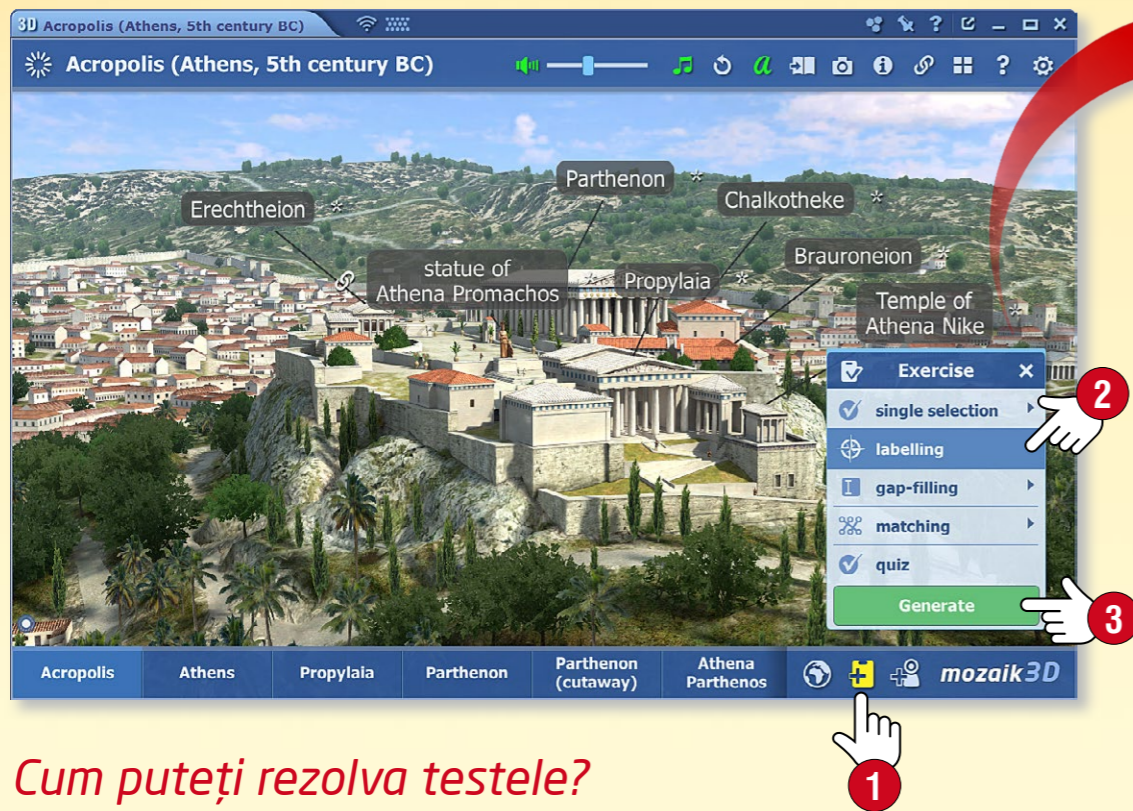 3D Acropolis (Athens, 5th century BC)
?
Acropolis (Athens, 5th century BC)
a
?
Parthenon
Chalkotheke
Erechtheion
Brauroneion
statue of
Athena Promachos
Propylaia
Temple of
Athena Nike
Exercise
single selection
2
labelling
gap-filling
matching
quiz
Generate
3
Acropolis
Athens
Propylaia
Parthenon
Parthenon
(cutaway)
Athena
Parthenos
mozaik3D
1
Cum puteți rezolva testele?